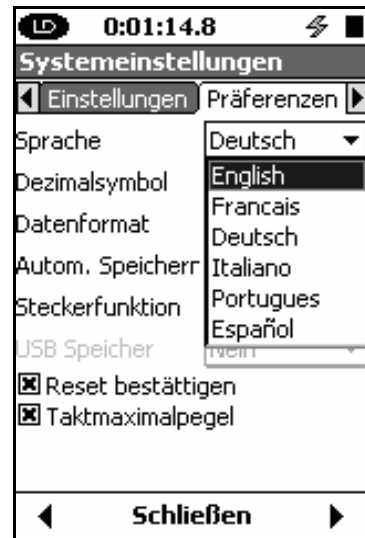 LD 0:01:14.8
Systemeinstellungen
Einstellungen Präferenzen
Sprache Deutsch
Dezimalsymbol English
Francais
Datenformat Deutsch
Autom. Speicherr Italiano
Steckerfunktion Portugues
Español
USB Speicher Nein
Reset bestättigen
Taktmaximalpegel
Schließen